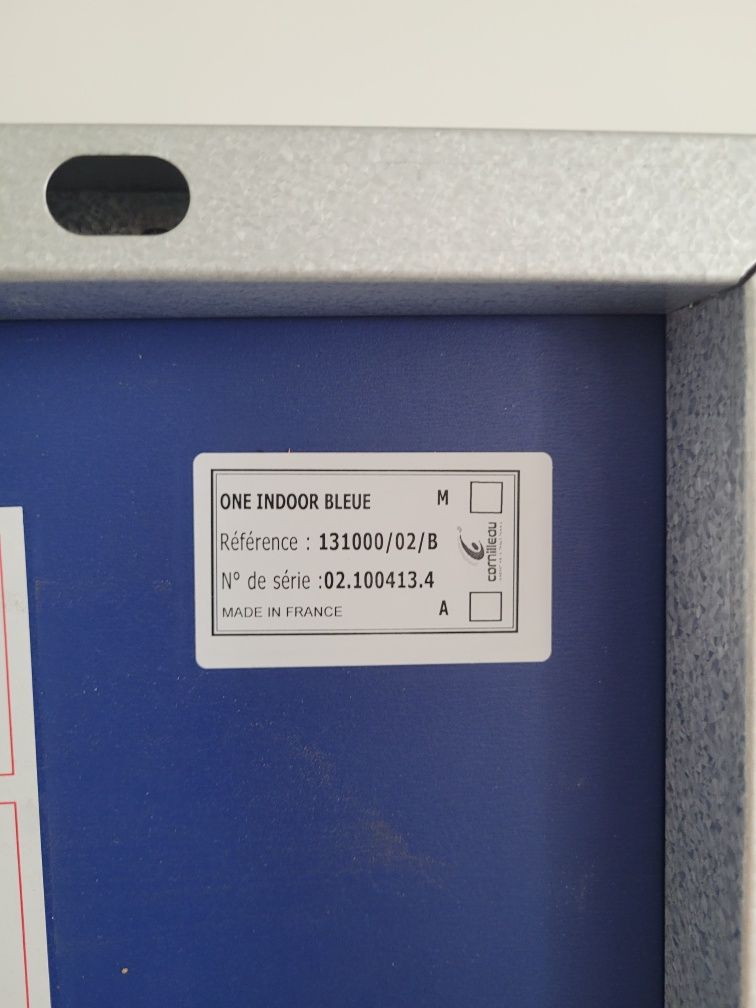 ONE INDOOR BLEUE M
Référence : 131000/02/B
N° de série :02.100413.4
MADE IN FRANCE A
cornilleau